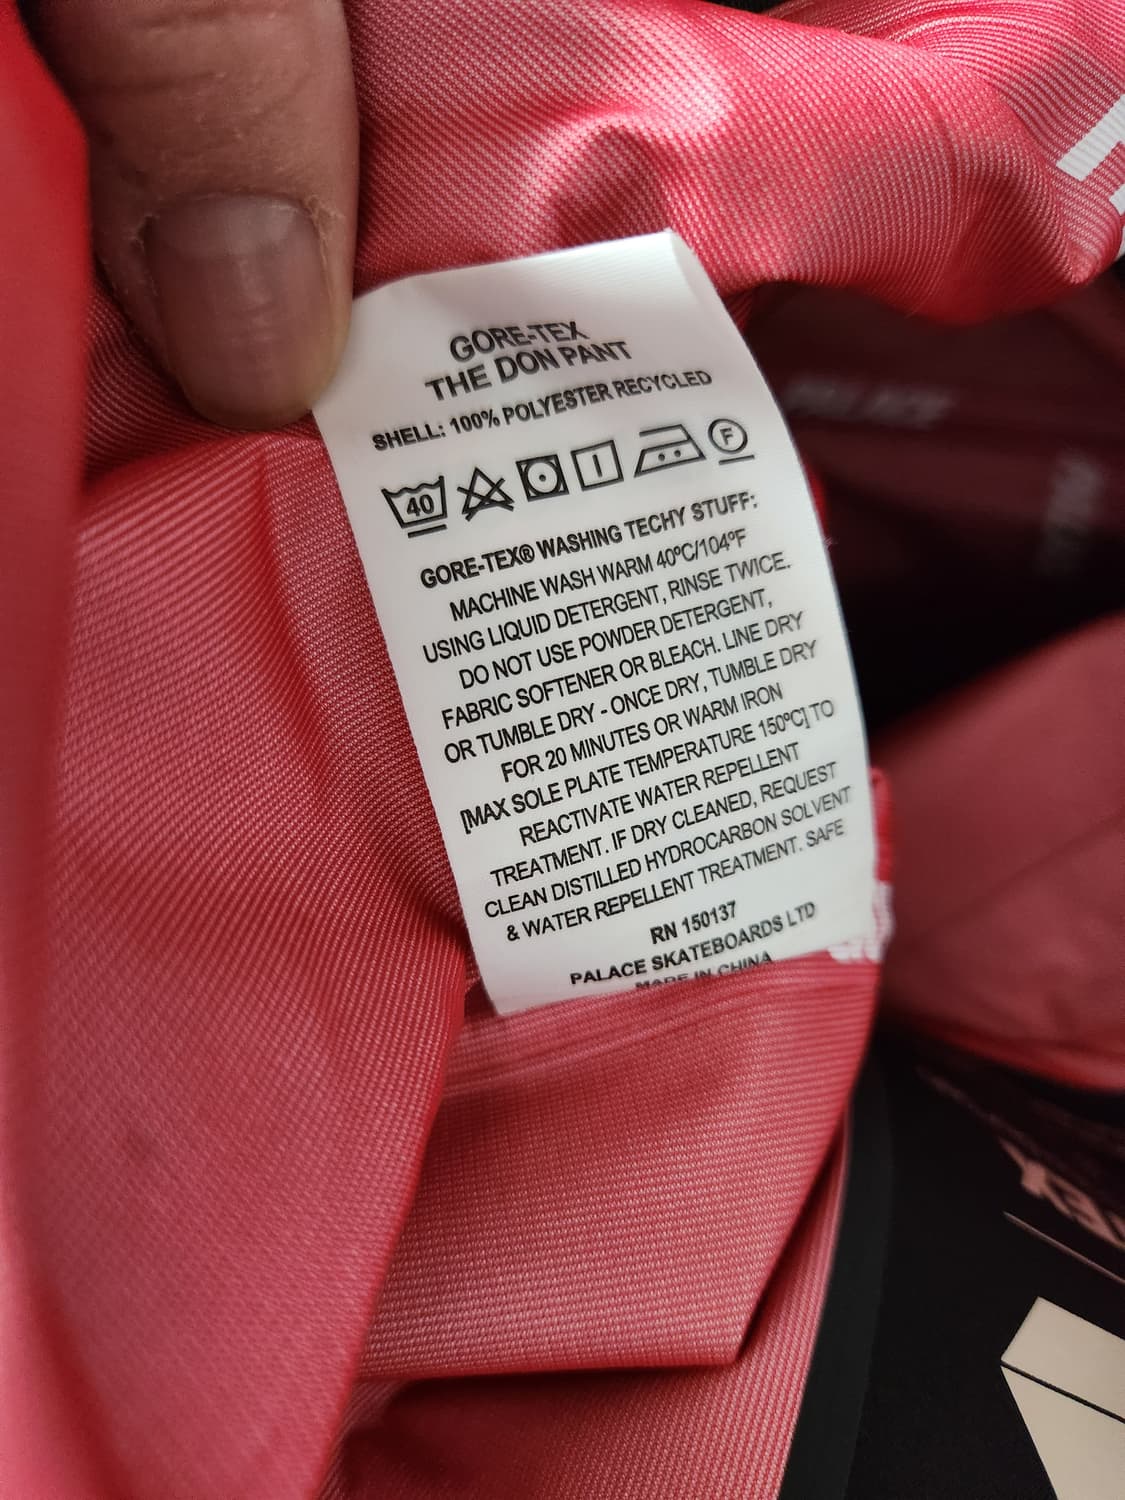 GORE-TEX
THE DON PANT
SHELL: 100% POLYESTER RECYCLED
40
F
GORE-TEX® WASHING TECHY STUFF:
MACHINE WASH WARM 40ºC/104ºF
USING LIQUID DETERGENT, RINSE TWICE.
DO NOT USE POWDER DETERGENT,
FABRIC SOFTENER OR BLEACH. LINE DRY
OR TUMBLE DRY - ONCE DRY, TUMBLE DRY
FOR 20 MINUTES OR WARM IRON
[MAX SOLE PLATE TEMPERATURE 150ºC] TO
REACTIVATE WATER REPELLENT
TREATMENT. IF DRY CLEANED, REQUEST
CLEAN DISTILLED HYDROCARBON SOLVENT
& WATER REPELLENT TREATMENT. SAFE
RN 150137
PALACE SKATEBOARDS LTD
MADE IN CHINA
PALACE